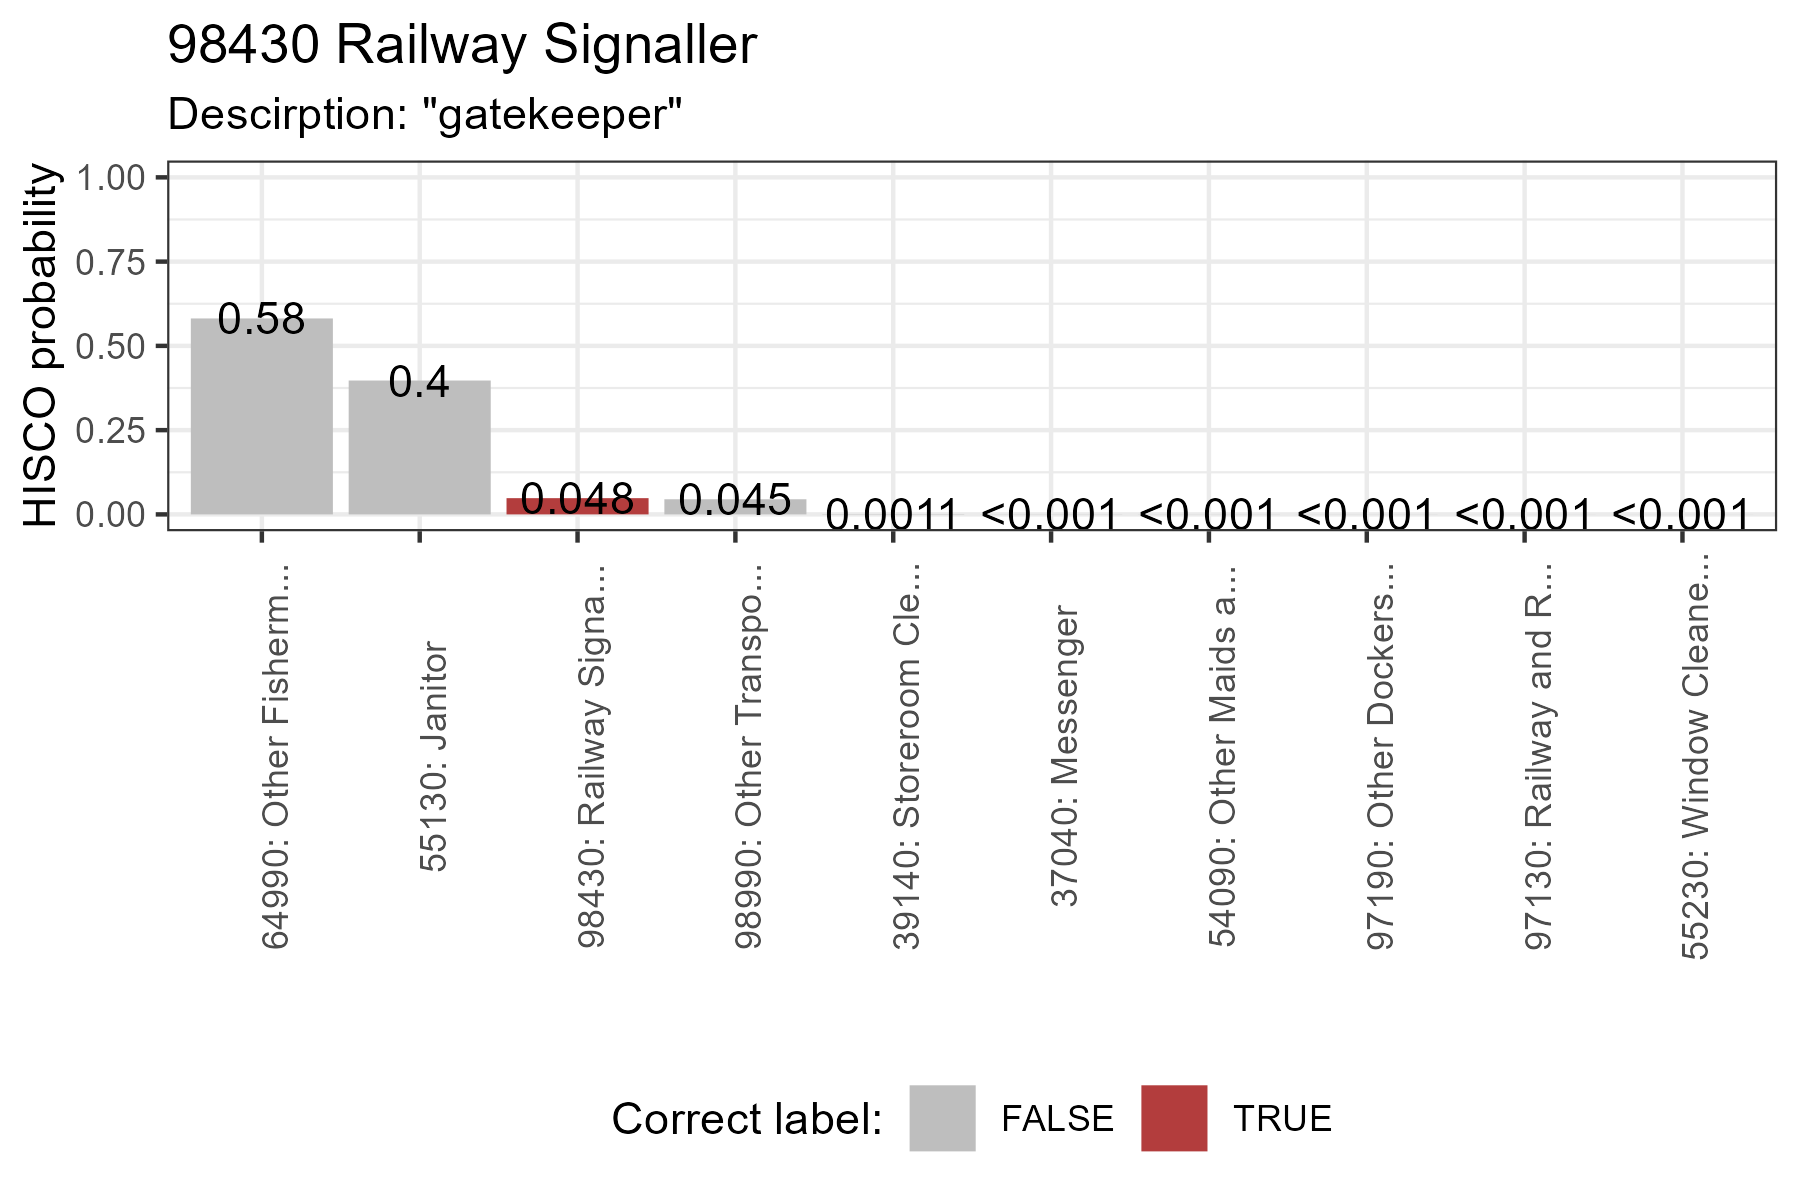 98430 Railway Signaller
Descirption: "gatekeeper"
HISCO probability
1.00
0.75
0.50
0.25
0.00
0.58
0.4
0.048
0.045
0.0011
<0.001
<0.001
<0.001
<0.001
<0.001
64990: Other Fisherm...
55130: Janitor
98430: Railway Signa...
98990: Other Transpo...
39140: Storeroom Cle...
37040: Messenger
54090: Other Maids a...
97190: Other Dockers...
97130: Railway and R...
55230: Window Cleane...
Correct label: FALSE TRUE